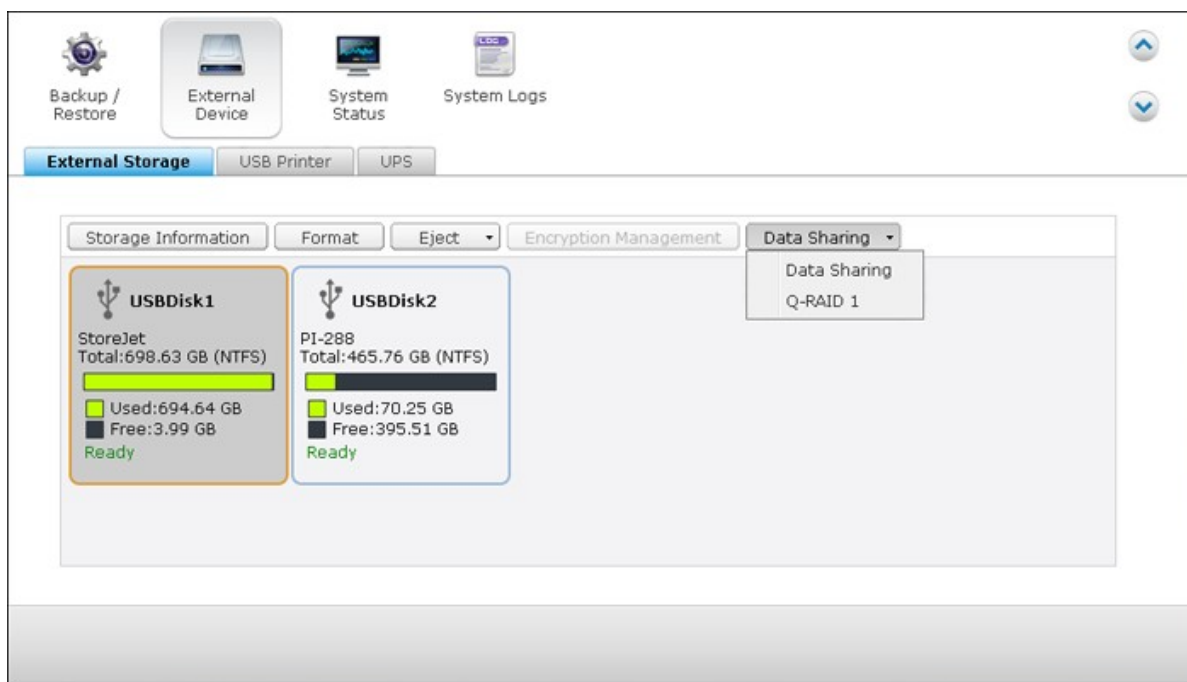 Backup /
Restore
External
Device
System
Status
System Logs
LOG
External Storage
USB Printer
UPS
Storage Information
Format
Eject
Encryption Management
Data Sharing
Data Sharing
Q-RAID 1
USBDisk1
StoreJet
Total:698.63 GB (NTFS)
Used:694.64 GB
Free:3.99 GB
Ready
USBDisk2
PI-288
Total:465.76 GB (NTFS)
Used:70.25 GB
Free:395.51 GB
Ready